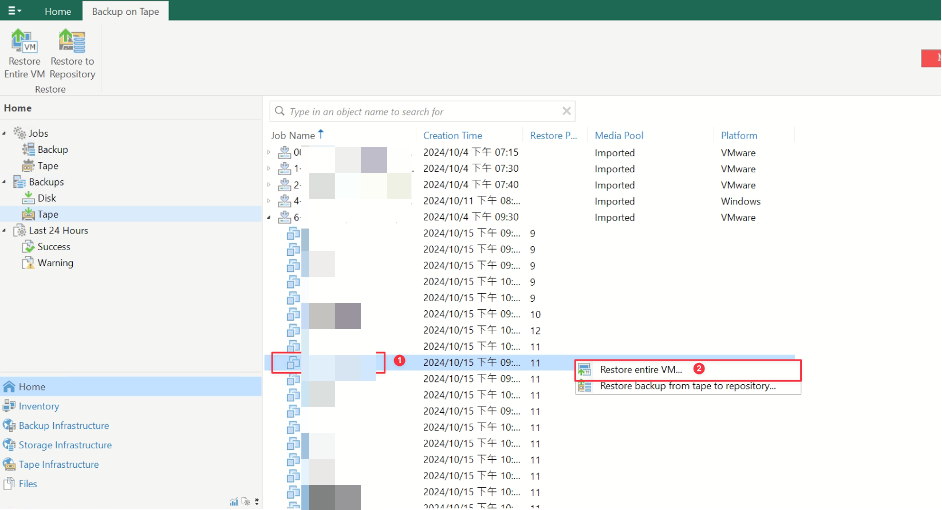 Home
Backup on Tape
VM
Restore
Entire VM
Restore to
Repository
Restore
Home
Type in an object name to search for
Jobs
Backup
Tape
Backups
Disk
Tape
Last 24 Hours
Success
Warning
Home
Inventory
Backup Infrastructure
Storage Infrastructure
Tape Infrastructure
Files
Job Name Creation Time Restore P... Media Pool Platform
2024/10/4 下午 07:15 Imported VMware
1- 2024/10/4 下午 07:30 Imported VMware
2- 2024/10/4 下午 07:40 Imported VMware
4- 2024/10/11 下午 08:... Imported Windows
6- 2024/10/4 下午 09:30 Imported VMware
2024/10/15 下午 09:... 9
2024/10/15 下午 09:... 9
2024/10/15 下午 09:... 9
2024/10/15 下午 10:... 9
2024/10/15 下午 10:... 9
2024/10/15 下午 09:... 10
2024/10/15 下午 10:... 12
2024/10/15 下午 10:... 11
1 2024/10/15 下午 09:... 11 Restore entire VM... 2
2024/10/15 下午 09:... 11 Restore backup from tape to repository...
2024/10/15 下午 10:... 11
2024/10/15 下午 09:... 11
2024/10/15 下午 10:... 11
2024/10/15 下午 10:... 11
2024/10/15 下午 10:... 11
2024/10/15 下午 10:... 11
2024/10/15 下午 09:... 11
2024/10/15 下午 10:... 11